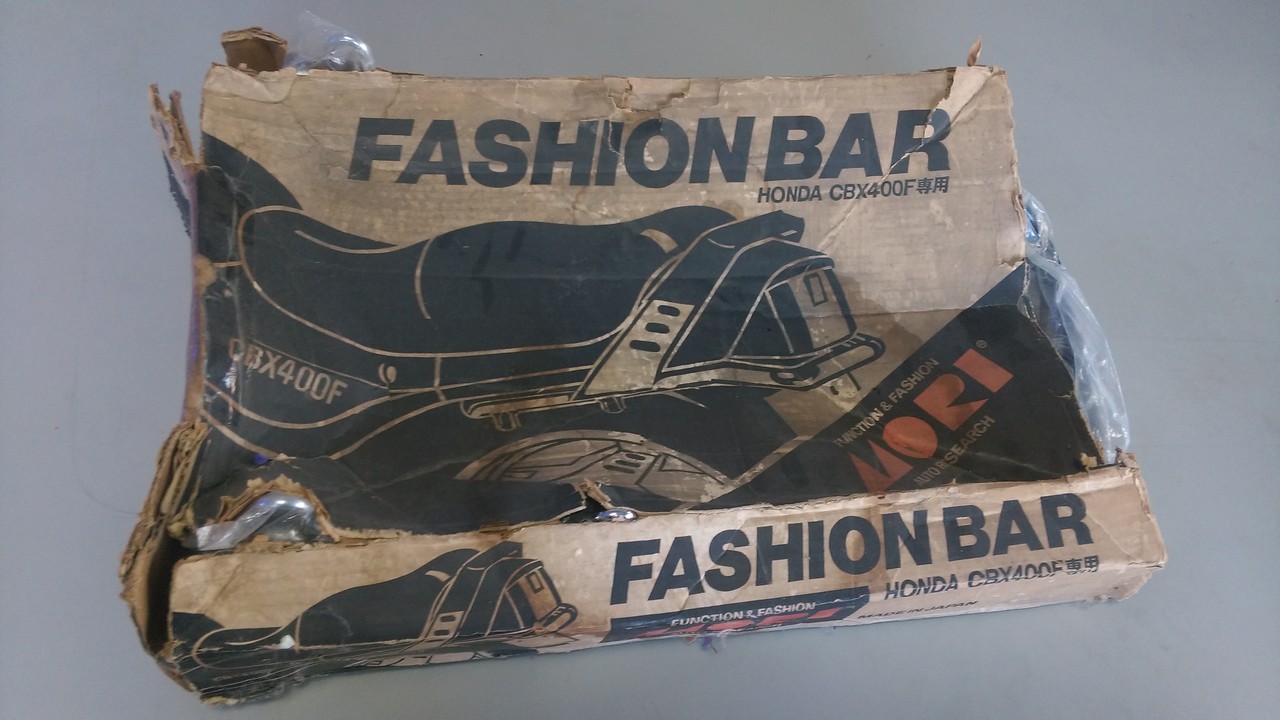 FASHION BAR
HONDA CBX400F専用
CBX400F
FUNCTION & FASHION
MORI®
AUTO RESEARCH
FASHION BAR
HONDA CBX400F専用
FUNCTION & FASHION
MORI
MADE IN JAPAN